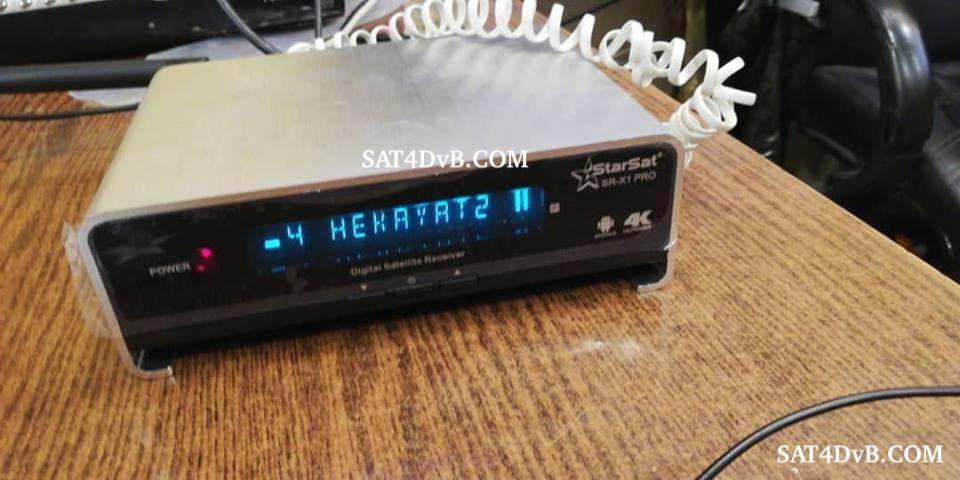 SAT4DvB.COM
StarSat
SR-X1 PRO
4 HEKAYAT2
4K
POWER
Digital Satellite Receiver
SAT4DvB.COM